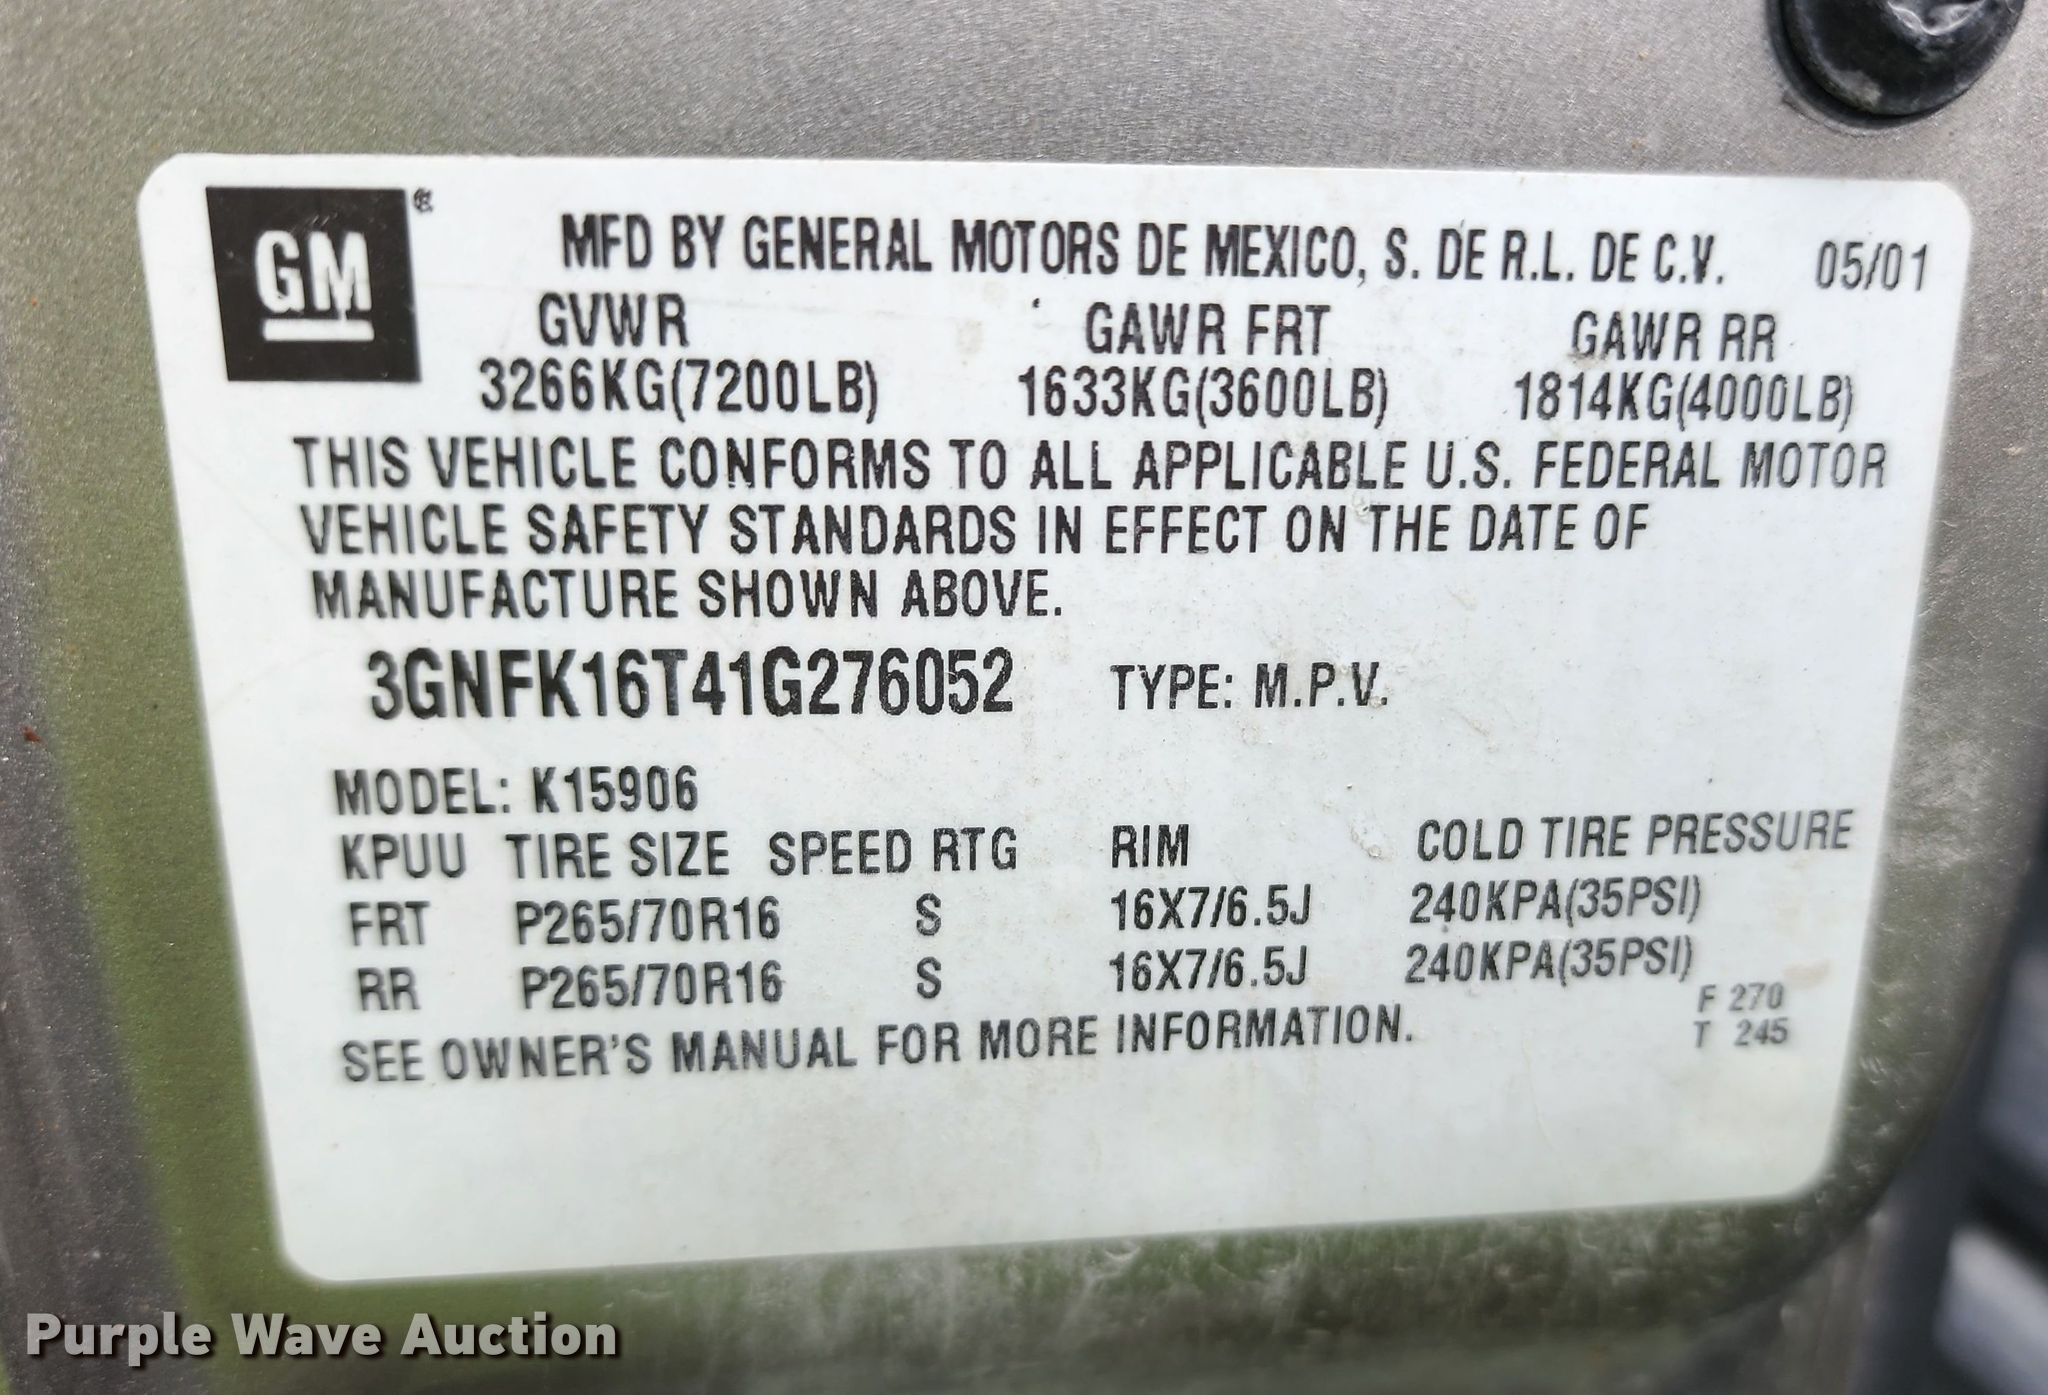 GM®
MFD BY GENERAL MOTORS DE MEXICO, S. DE R.L. DE C.V. 05/01
GVWR GAWR FRT GAWR RR
3266KG(7200LB) 1633KG(3600LB) 1814KG(4000LB)
THIS VEHICLE CONFORMS TO ALL APPLICABLE U.S. FEDERAL MOTOR
VEHICLE SAFETY STANDARDS IN EFFECT ON THE DATE OF
MANUFACTURE SHOWN ABOVE.
3GNFK16T41G276052 TYPE: M.P.V.
MODEL: K15906
KPUU TIRE SIZE SPEED RTG RIM COLD TIRE PRESSURE
FRT P265/70R16 S 16X7/6.5J 240KPA(35PSI)
RR P265/70R16 S 16X7/6.5J 240KPA(35PSI)
SEE OWNER'S MANUAL FOR MORE INFORMATION.
F 270
T 245
Purple Wave Auction